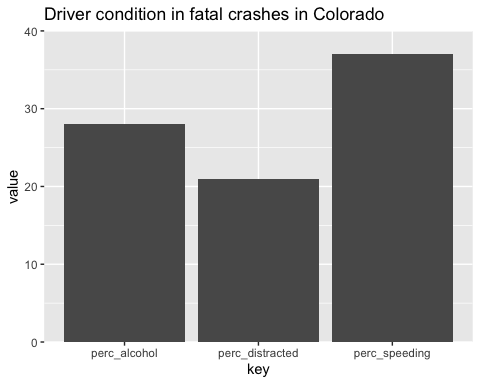 Driver condition in fatal crashes in Colorado
40
30
20
10
0
value
perc_alcohol perc_distracted perc_speeding
key